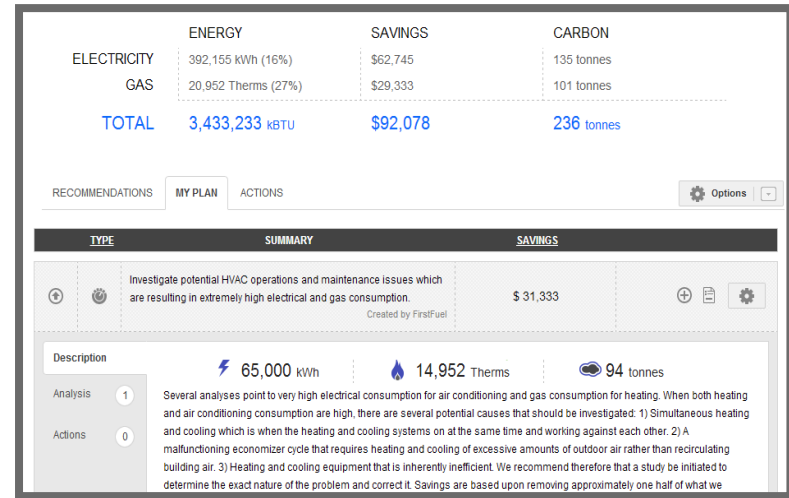 ENERGY SAVINGS CARBON
ELECTRICITY 392,155 kWh (16%) $62,745 135 tonnes
GAS 20,952 Therms (27%) $29,333 101 tonnes
TOTAL 3,433,233 kBTU $92,078 236 tonnes
RECOMMENDATIONS MY PLAN ACTIONS Options
TYPE SUMMARY SAVINGS
Investigate potential HVAC operations and maintenance issues which
are resulting in extremely high electrical and gas consumption. $ 31,333
Created by FirstFuel
Description 65,000 kWh 14,952 Therms 94 tonnes
Analysis 1
Actions 0
Several analyses point to very high electrical consumption for air conditioning and gas consumption for heating. When both heating
and air conditioning consumption are high, there are several potential causes that should be investigated: 1) Simultaneous heating
and cooling which is when the heating and cooling systems on at the same time and working against each other. 2) A
malfunctioning economizer cycle that requires heating and cooling of excessive amounts of outdoor air rather than recirculating
building air. 3) Heating and cooling equipment that is inherently inefficient. We recommend therefore that a study be initiated to
determine the exact nature of the problem and correct it. Savings are based upon removing approximately one half of what we